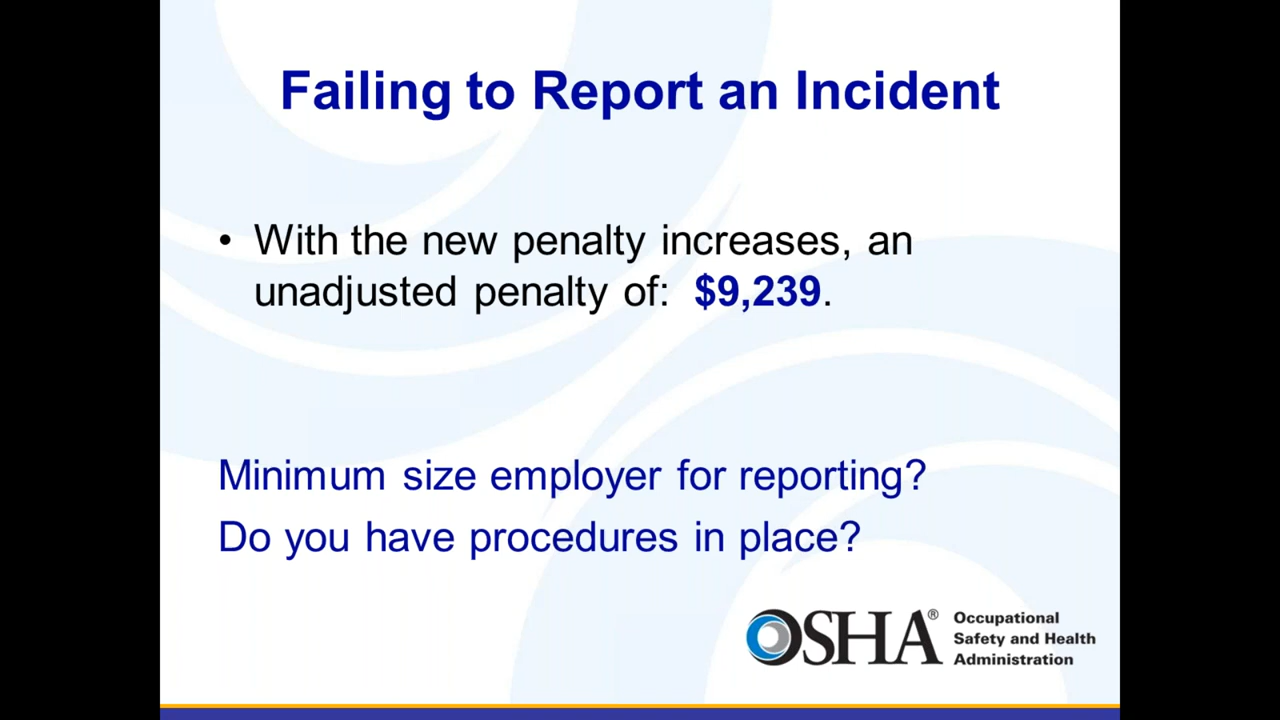 Failing to Report an Incident
• With the new penalty increases, an
unadjusted penalty of: $9,239.
Minimum size employer for reporting?
Do you have procedures in place?
OSHA®
Occupational
Safety and Health
Administration